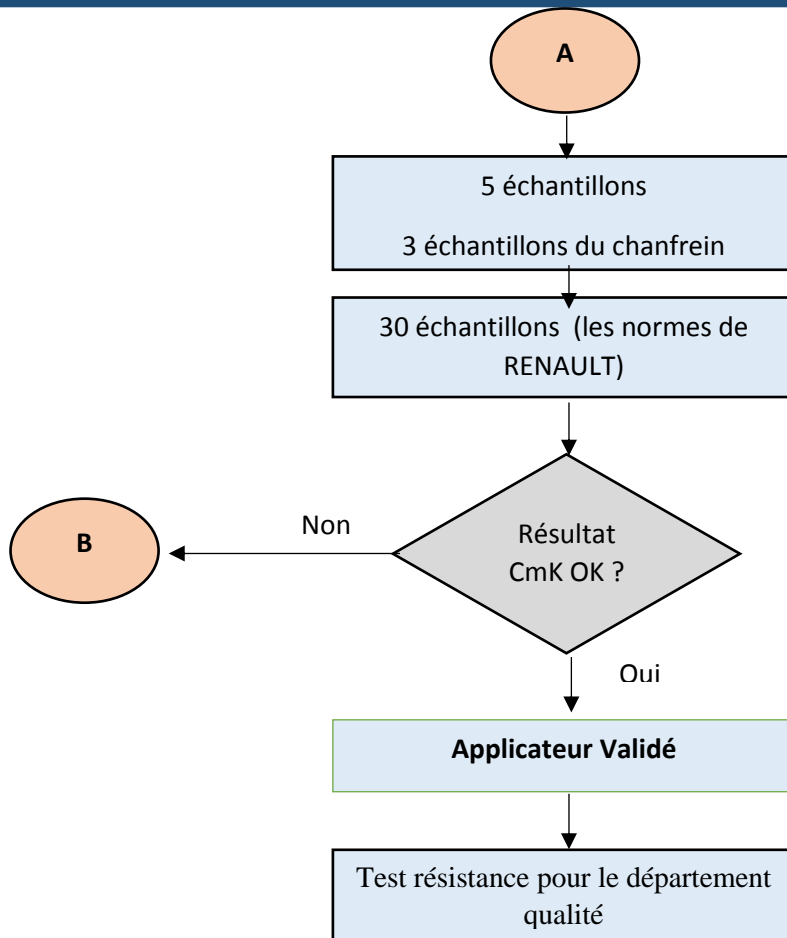 A
5 échantillons
3 échantillons du chanfrein
30 échantillons (les normes de
RENAULT)
Résultat
CmK OK ?
Non
B
Oui
Applicateur Validé
Test résistance pour le département
qualité